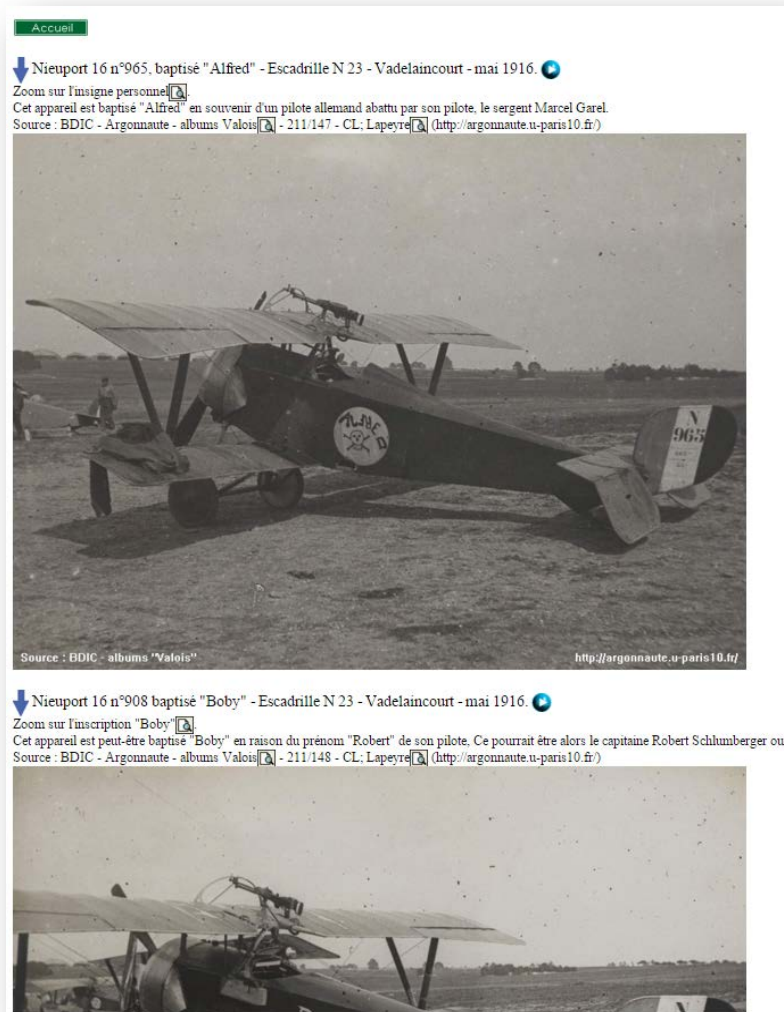 Accueil
Nieuport 16 n°965, baptisé "Alfred" - Escadrille N 23 - Vadelaincourt - mai 1916.
Zoom sur l'insigne personnel.
Cet appareil est baptisé "Alfred" en souvenir d'un pilote allemand abattu par son pilote, le sergent Marcel Garel.
Source : BDIC - Argonnaute - albums Valois - 211/147 - CL; Lapeyre (http://argonnaute.u-paris10.fr/)
ALFRED
N
965
Source : BDIC - albums "Valois"
http://argonnaute.u-paris10.fr/
Nieuport 16 n°908 baptisé "Boby" - Escadrille N 23 - Vadelaincourt - mai 1916.
Zoom sur l'inscription "Boby".
Cet appareil est peut-être baptisé "Boby" en raison du prénom "Robert" de son pilote, Ce pourrait être alors le capitaine Robert Schlumberger ou
Source : BDIC - Argonnaute - albums Valois - 211/148 - CL; Lapeyre (http://argonnaute.u-paris10.fr/)
N